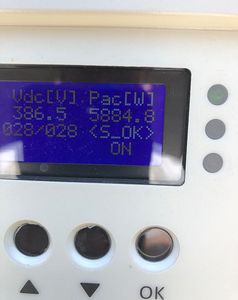 Vdc[V] Pac[W]
386.5 5884.8
028/028 <S_OK>
ON
OK